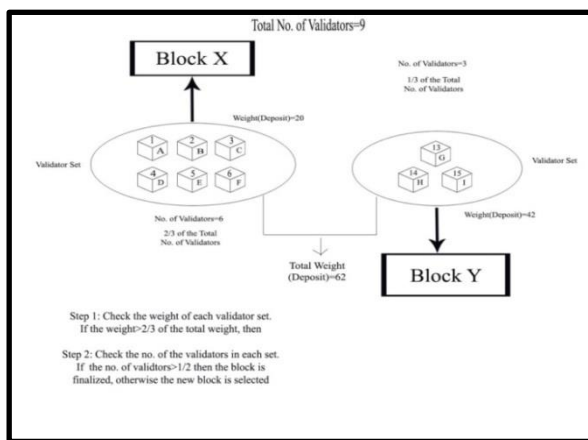 Total No. of Validators=9
Block X
No. of Validators=3
1/3 of the Total
No. of Validators
Weight(Deposit)=20
1
2
3
A
B
C
4
5
6
D
E
F
Validator Set
13
G
14
15
H
I
Validator Set
No. of Validators=6
2/3 of the Total
No. of Validators
Weight(Deposit)=42
Total Weight
(Deposit)=62
Block Y
Step 1: Check the weight of each validator set.
If the weight>2/3 of the total weight, then
Step 2: Check the no. of the validators in each set.
If the no. of validtors>1/2 then the block is
finalized, otherwise the new block is selected